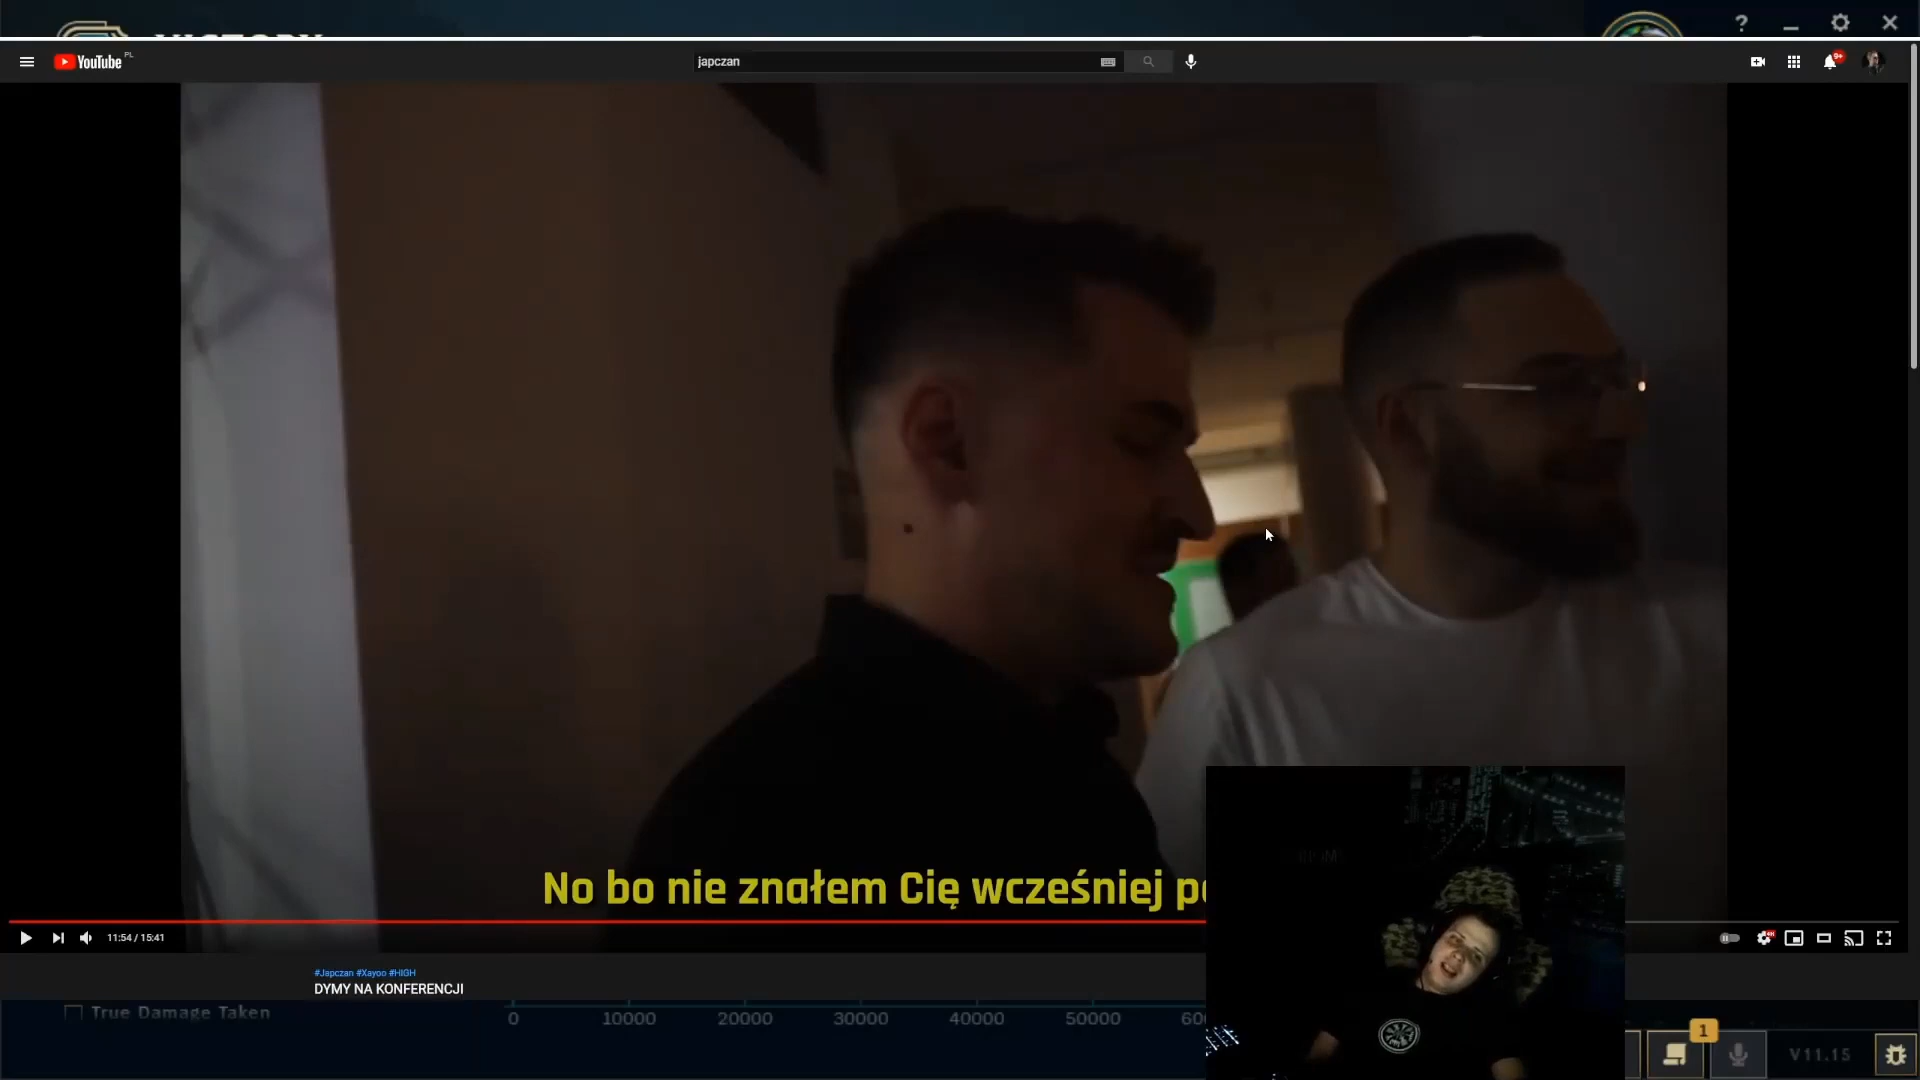 YouTube PL
japczan
9+
No bo nie znałem Cię wcześniej
11:54 / 15:41
#Japczan #Xayoo #HIGH
DYMY NA KONFERENCJI
True Damage Taken
0 10000 20000 30000 40000 50000
1
V11.15